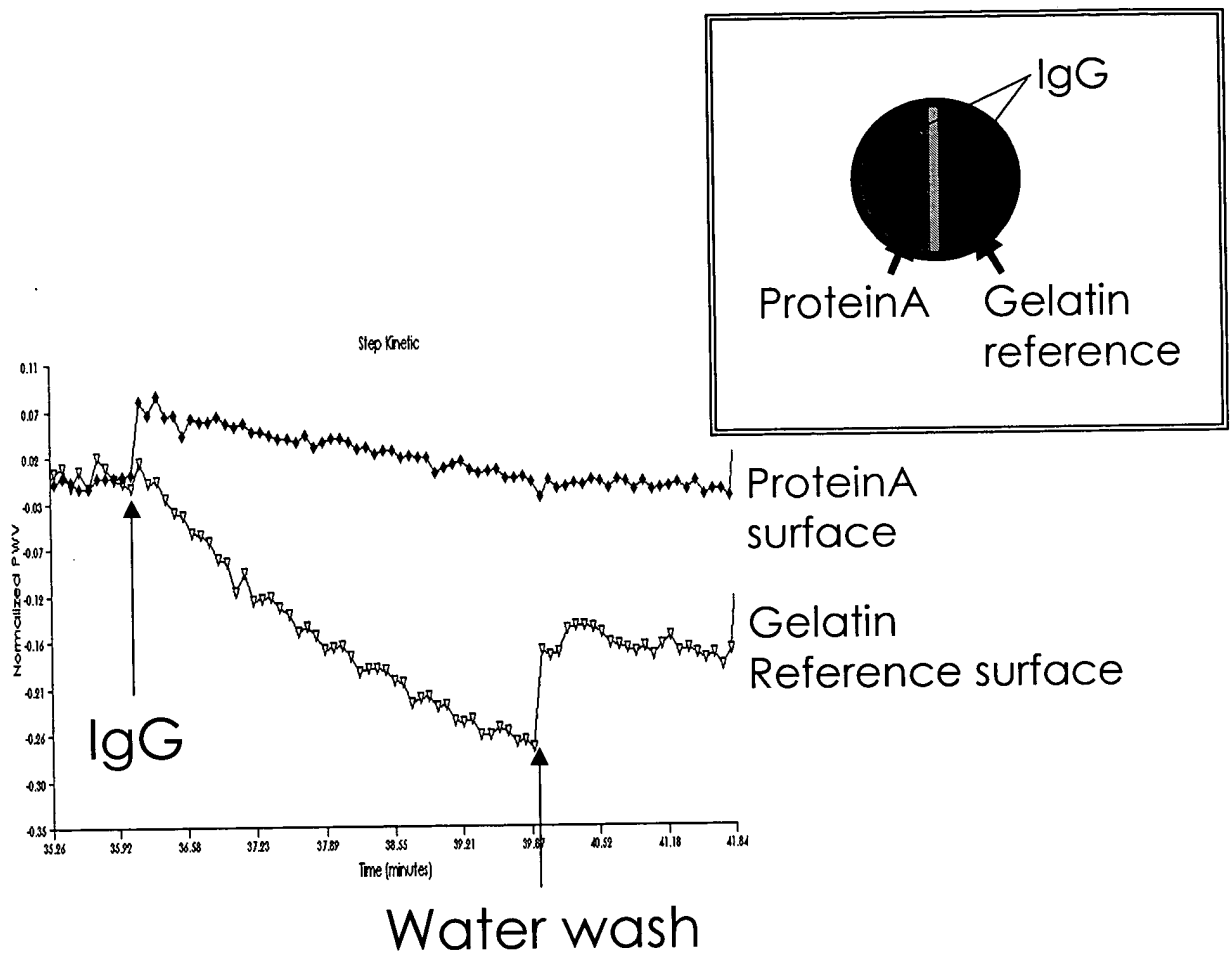 IgG
ProteinA
Gelatin
reference
Step Kinetic
0.11
0.07
0.02
-0.03
-0.07
-0.12
-0.16
-0.21
-0.26
-0.30
-0.35
Normalized PWV
35.26 35.92 36.58 37.23 37.89 38.55 39.21 39.87 40.52 41.18 41.84
Time (minutes)
ProteinA
surface
Gelatin
Reference surface
IgG
Water wash